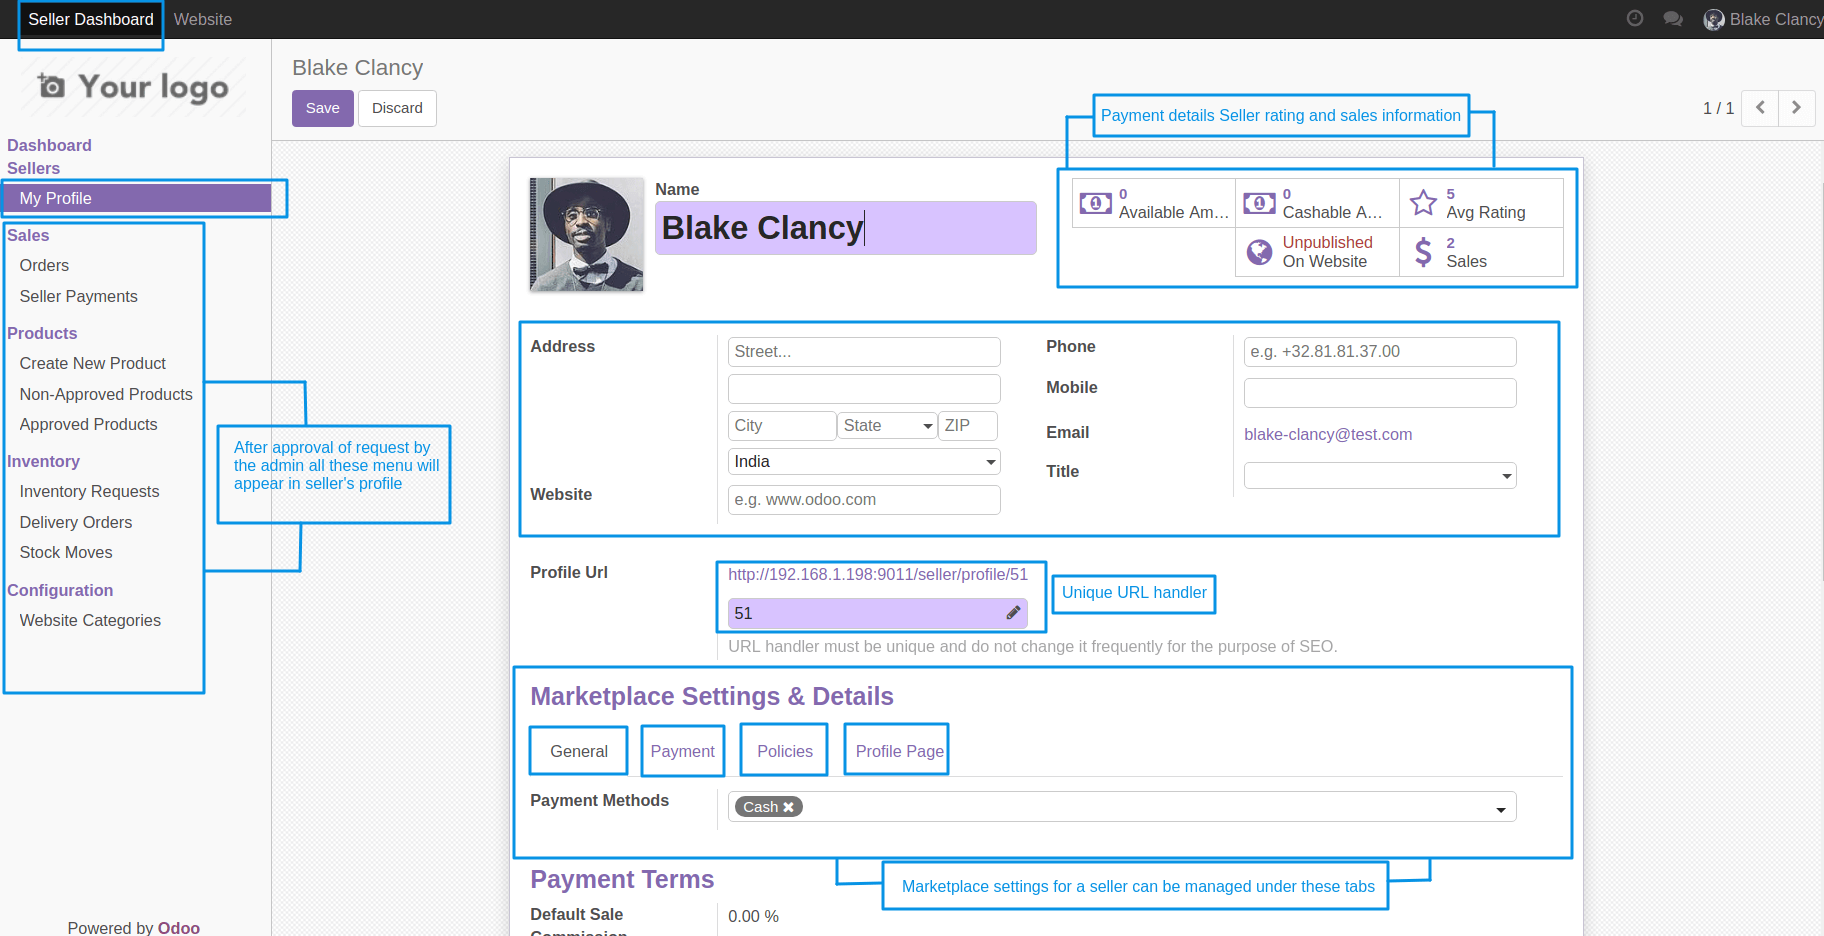 Seller Dashboard Website Blake Clancy
Your logo
Dashboard
Sellers
My Profile
Sales
Orders
Seller Payments
Products
Create New Product
Non-Approved Products
Approved Products
Inventory
Inventory Requests
Delivery Orders
Stock Moves
Configuration
Website Categories
Powered by Odoo
After approval of request by
the admin all these menu will
appear in seller's profile
Blake Clancy
Save Discard
1 / 1
Payment details Seller rating and sales information
Name
Blake Clancy
0
Available Am...
0
Cashable A...
5
Avg Rating
Unpublished
On Website
2
Sales
Address
Street...
City State ZIP
India
Website
e.g. www.odoo.com
Phone
e.g. +32.81.81.37.00
Mobile
Email
blake-clancy@test.com
Title
Profile Url
http://192.168.1.198:9011/seller/profile/51
51
Unique URL handler
URL handler must be unique and do not change it frequently for the purpose of SEO.
Marketplace Settings & Details
General Payment Policies Profile Page
Payment Methods
Cash
Marketplace settings for a seller can be managed under these tabs
Payment Terms
Default Sale
Commission
0.00 %